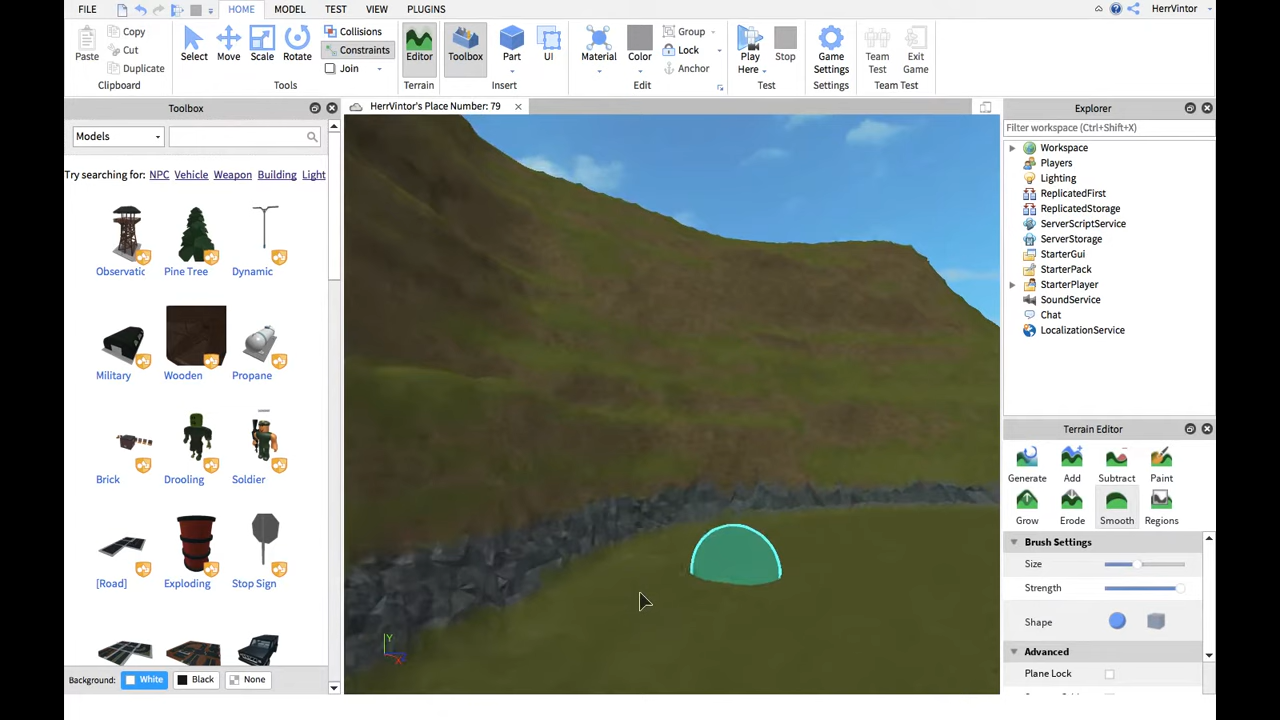 FILE HOME MODEL TEST VIEW PLUGINS HerrVintor
Paste Copy Cut Duplicate Select Move Scale Rotate Collisions Constraints Join Editor Toolbox Part UI Material Color Group Lock Anchor Play Here Stop Game Settings Team Test Exit Game
Clipboard Tools Terrain Insert Edit Test Settings Team Test
Toolbox
HerrVintor's Place Number: 79
Explorer
Models
Filter workspace (Ctrl+Shift+X)
Try searching for: NPC Vehicle Weapon Building Light
Observatic Pine Tree Dynamic
Military Wooden Propane
Brick Drooling Soldier
[Road] Exploding Stop Sign
Background: White Black None
Y
X
Workspace
Players
Lighting
ReplicatedFirst
ReplicatedStorage
ServerScriptService
ServerStorage
StarterGui
StarterPack
StarterPlayer
SoundService
Chat
LocalizationService
Terrain Editor
Generate Add Subtract Paint
Grow Erode Smooth Regions
Brush Settings
Size
Strength
Shape
Advanced
Plane Lock